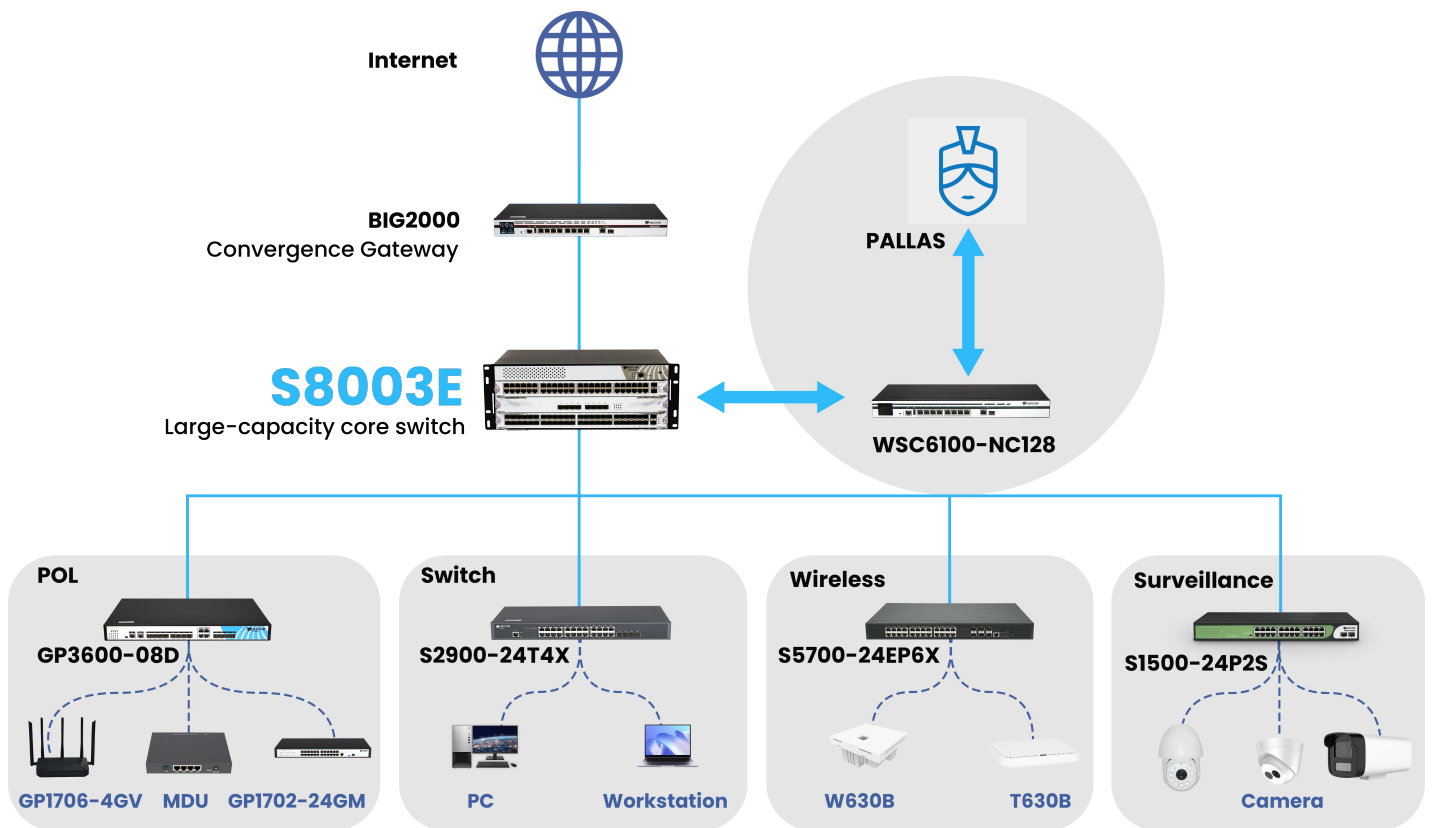 Internet
BIG2000
Convergence Gateway
PALLAS
S8003E
Large-capacity core switch
WSC6100-NC128
POL
GP3600-08D
GP1706-4GV
MDU
GP1702-24GM
Switch
S2900-24T4X
PC
Workstation
Wireless
S5700-24EP6X
W630B
T630B
Surveillance
S1500-24P2S
Camera